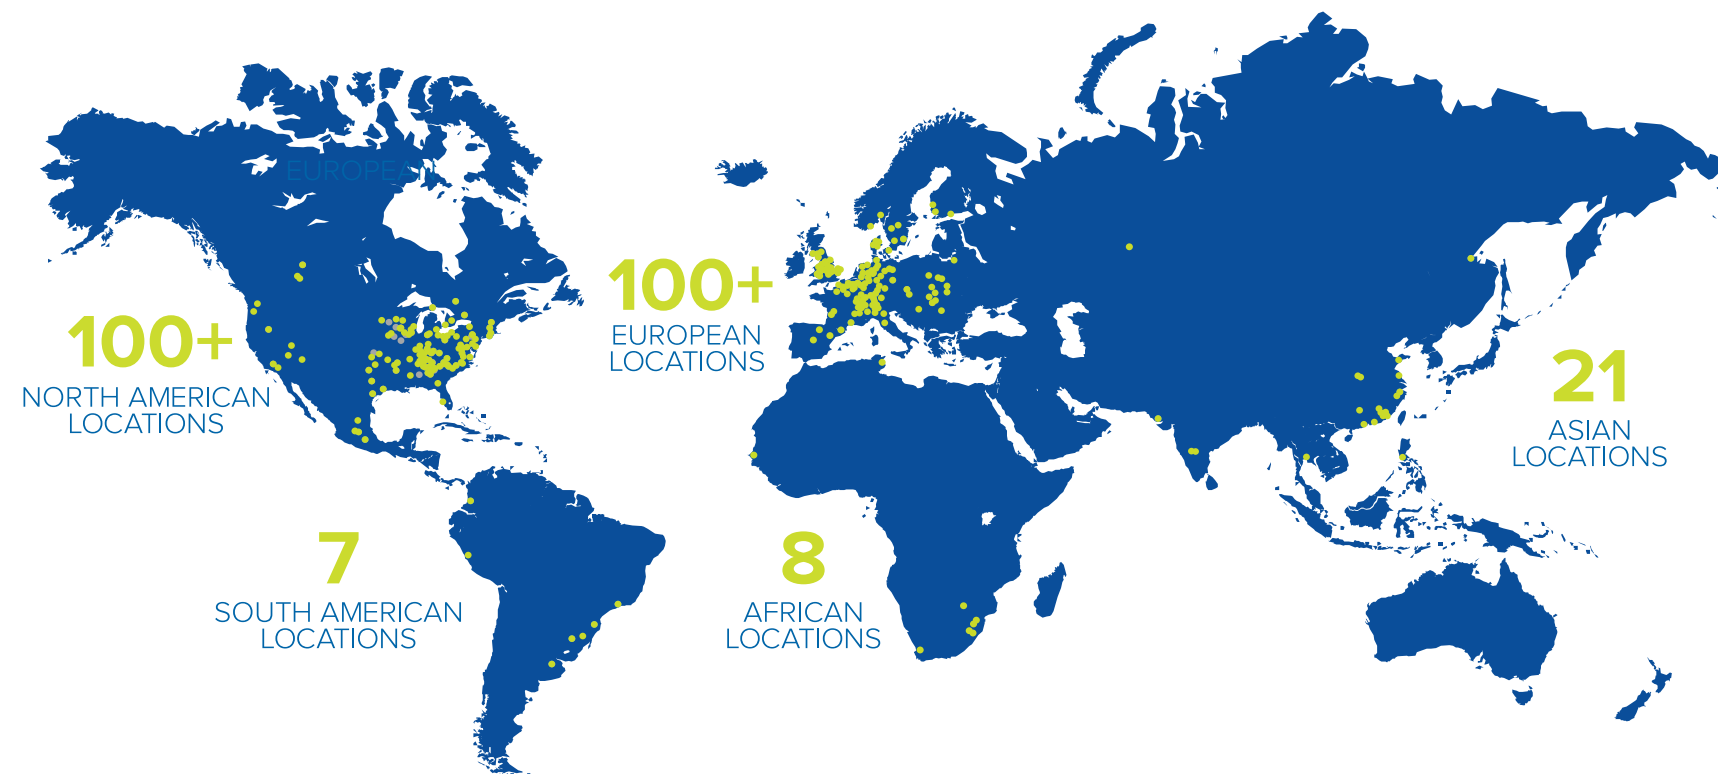 EUROPEAN
100+
NORTH AMERICAN
LOCATIONS
100+
EUROPEAN
LOCATIONS
21
ASIAN
LOCATIONS
7
SOUTH AMERICAN
LOCATIONS
8
AFRICAN
LOCATIONS